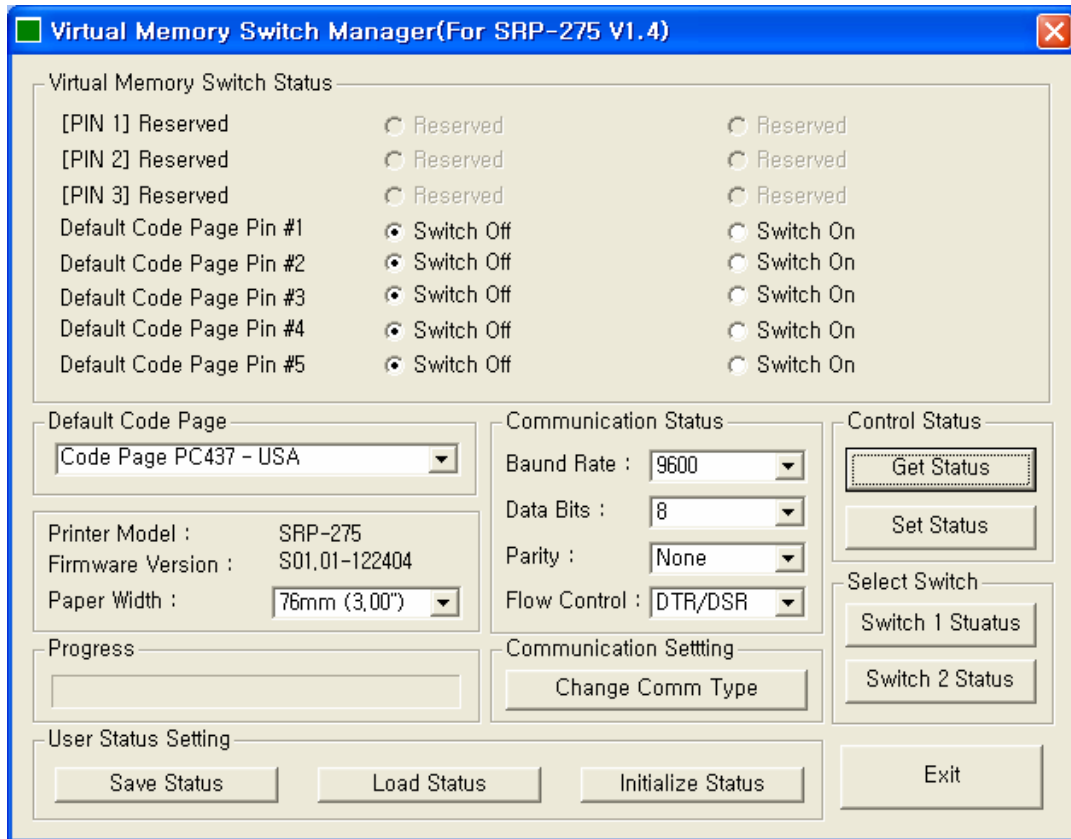 Virtual Memory Switch Manager(For SRP-275 V1.4)
Virtual Memory Switch Status
[PIN 1] Reserved Reserved Reserved
[PIN 2] Reserved Reserved Reserved
[PIN 3] Reserved Reserved Reserved
Default Code Page Pin #1 Switch Off Switch On
Default Code Page Pin #2 Switch Off Switch On
Default Code Page Pin #3 Switch Off Switch On
Default Code Page Pin #4 Switch Off Switch On
Default Code Page Pin #5 Switch Off Switch On
Default Code Page
Code Page PC437 - USA
Printer Model : SRP-275
Firmware Version : S01,01-122404
Paper Width : 76mm (3,00")
Progress
Communication Status
Baund Rate : 9600
Data Bits : 8
Parity : None
Flow Control : DTR/DSR
Communication Settting
Change Comm Type
Control Status
Get Status
Set Status
Select Switch
Switch 1 Stuatus
Switch 2 Status
User Status Setting
Save Status Load Status Initialize Status
Exit